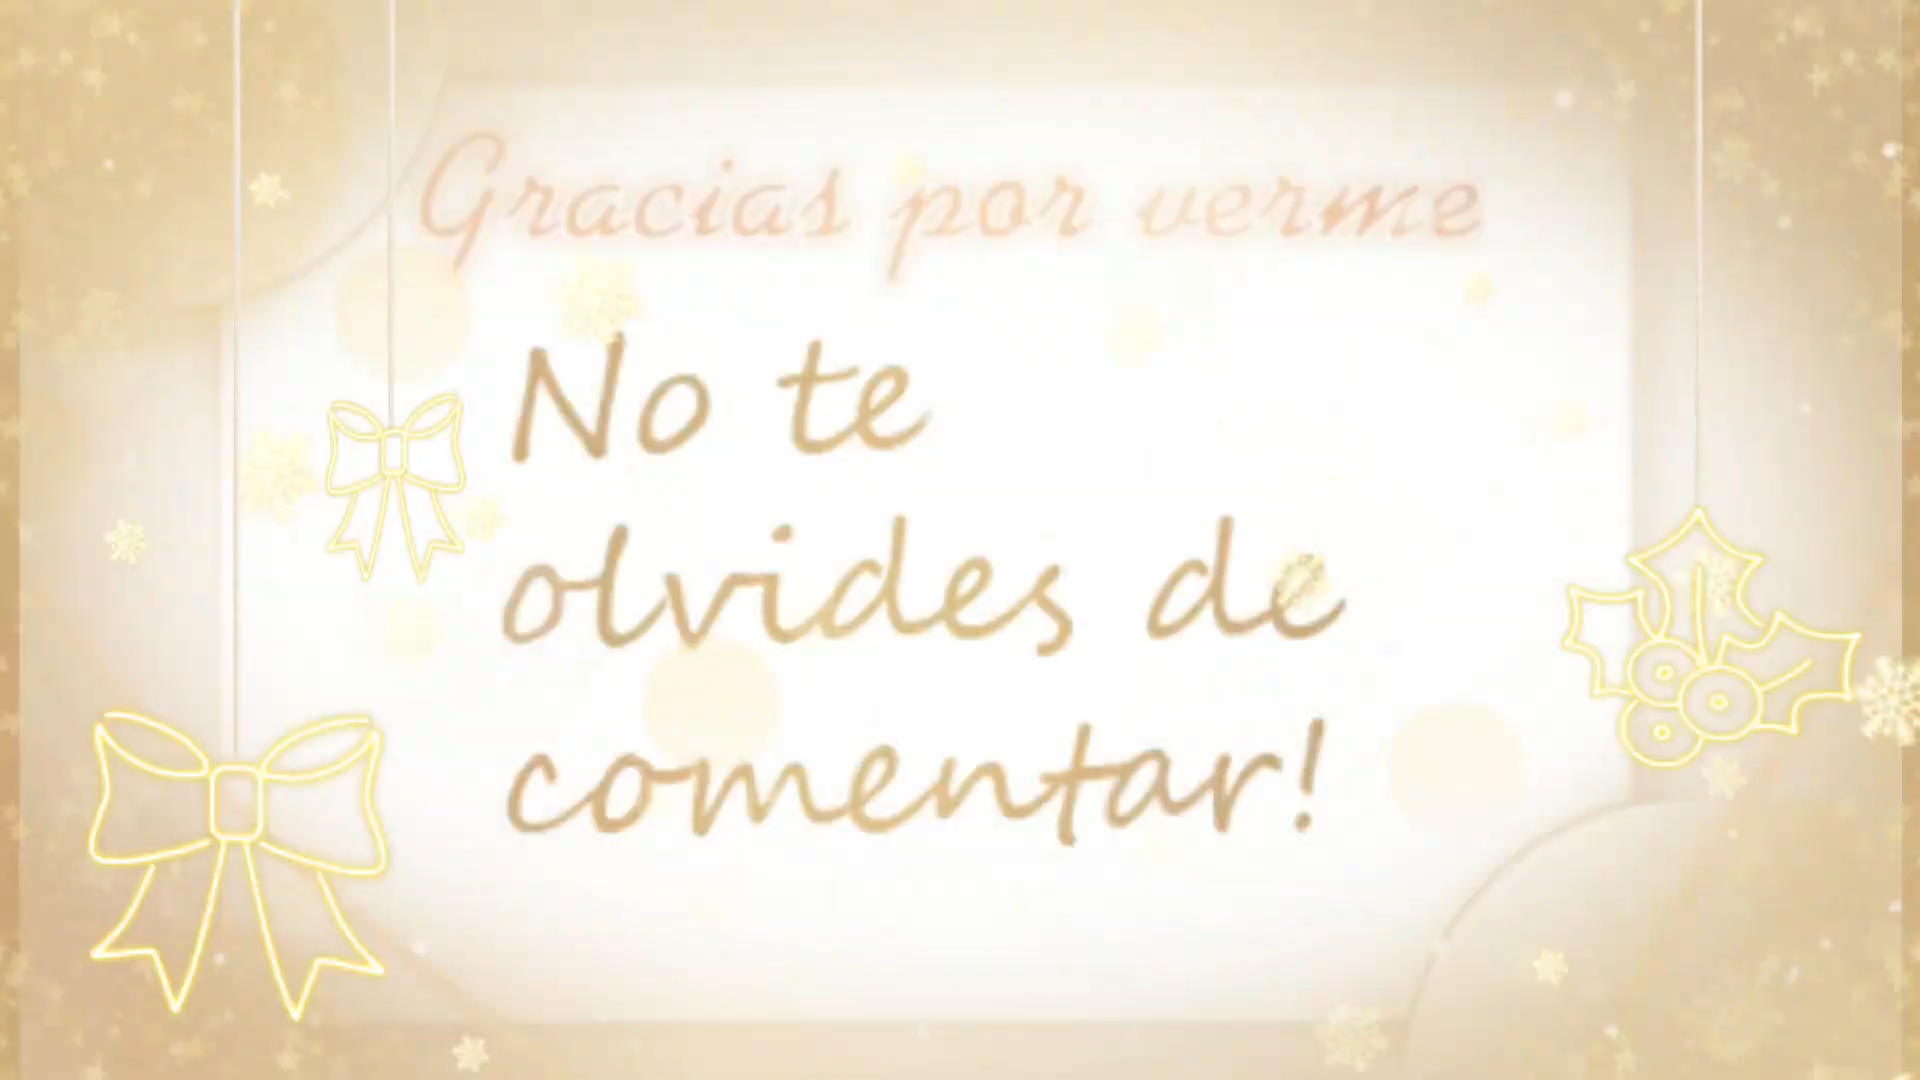 Gracias por verme
No te
olvides de
comentar!